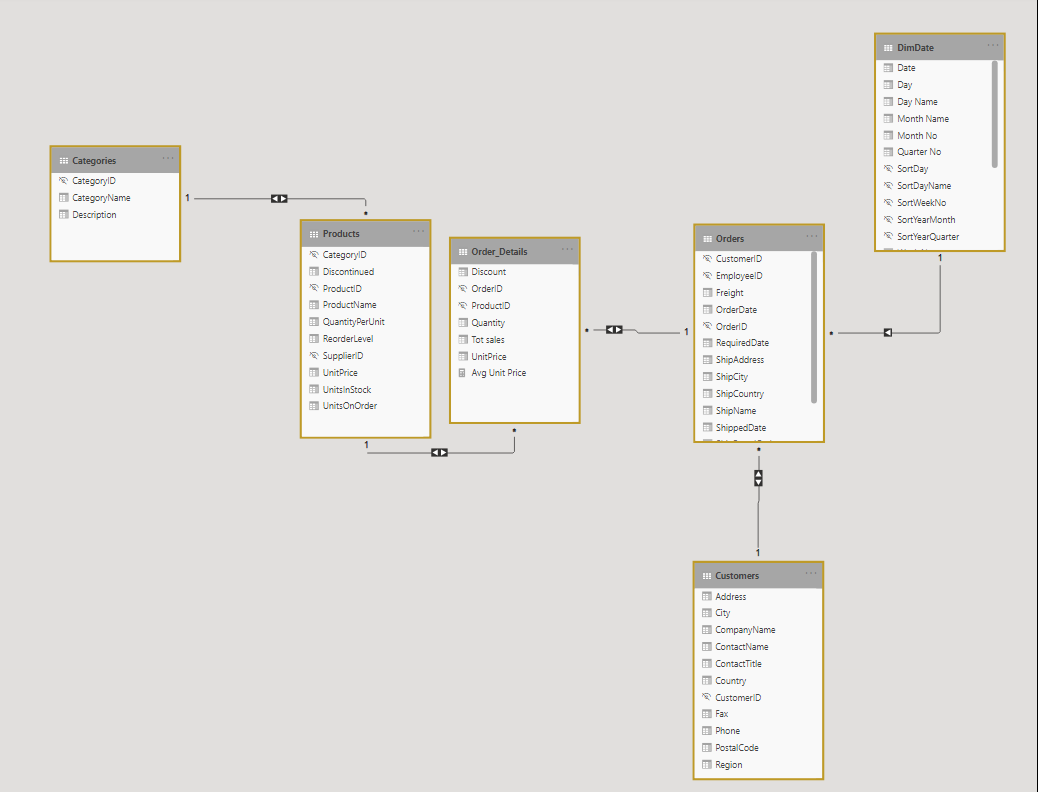 DimDate
Date
Day
Day Name
Month Name
Month No
Quarter No
SortDay
SortDayName
SortWeekNo
SortYearMonth
SortYearQuarter
1
Categories
CategoryID
CategoryName
Description
1
*
Products
CategoryID
Discontinued
ProductID
ProductName
QuantityPerUnit
ReorderLevel
SupplierID
UnitPrice
UnitsInStock
UnitsOnOrder
1
Order_Details
Discount
OrderID
ProductID
Quantity
Tot sales
UnitPrice
Avg Unit Price
*
*
1
Orders
CustomerID
EmployeeID
Freight
OrderDate
OrderID
RequiredDate
ShipAddress
ShipCity
ShipCountry
ShipName
ShippedDate
*
*
1
Customers
Address
City
CompanyName
ContactName
ContactTitle
Country
CustomerID
Fax
Phone
PostalCode
Region